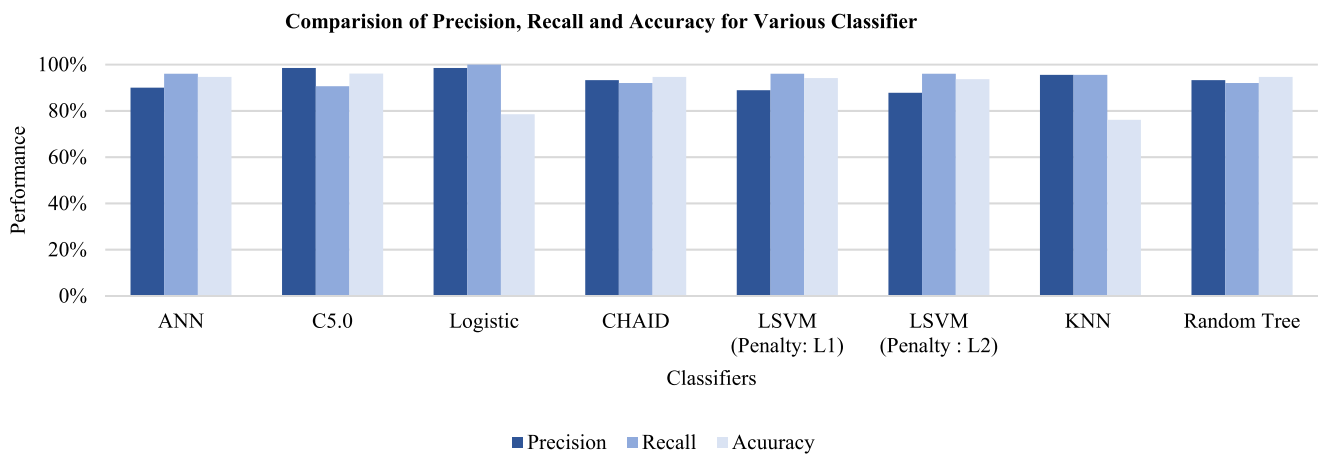 Comparision of Precision, Recall and Accuracy for Various Classifier
100%
80%
60%
40%
20%
0%
Performance
ANN
C5.0
Logistic
CHAID
LSVM
(Penalty: L1)
LSVM
(Penalty : L2)
KNN
Random Tree
Classifiers
Precision
Recall
Acuuracy